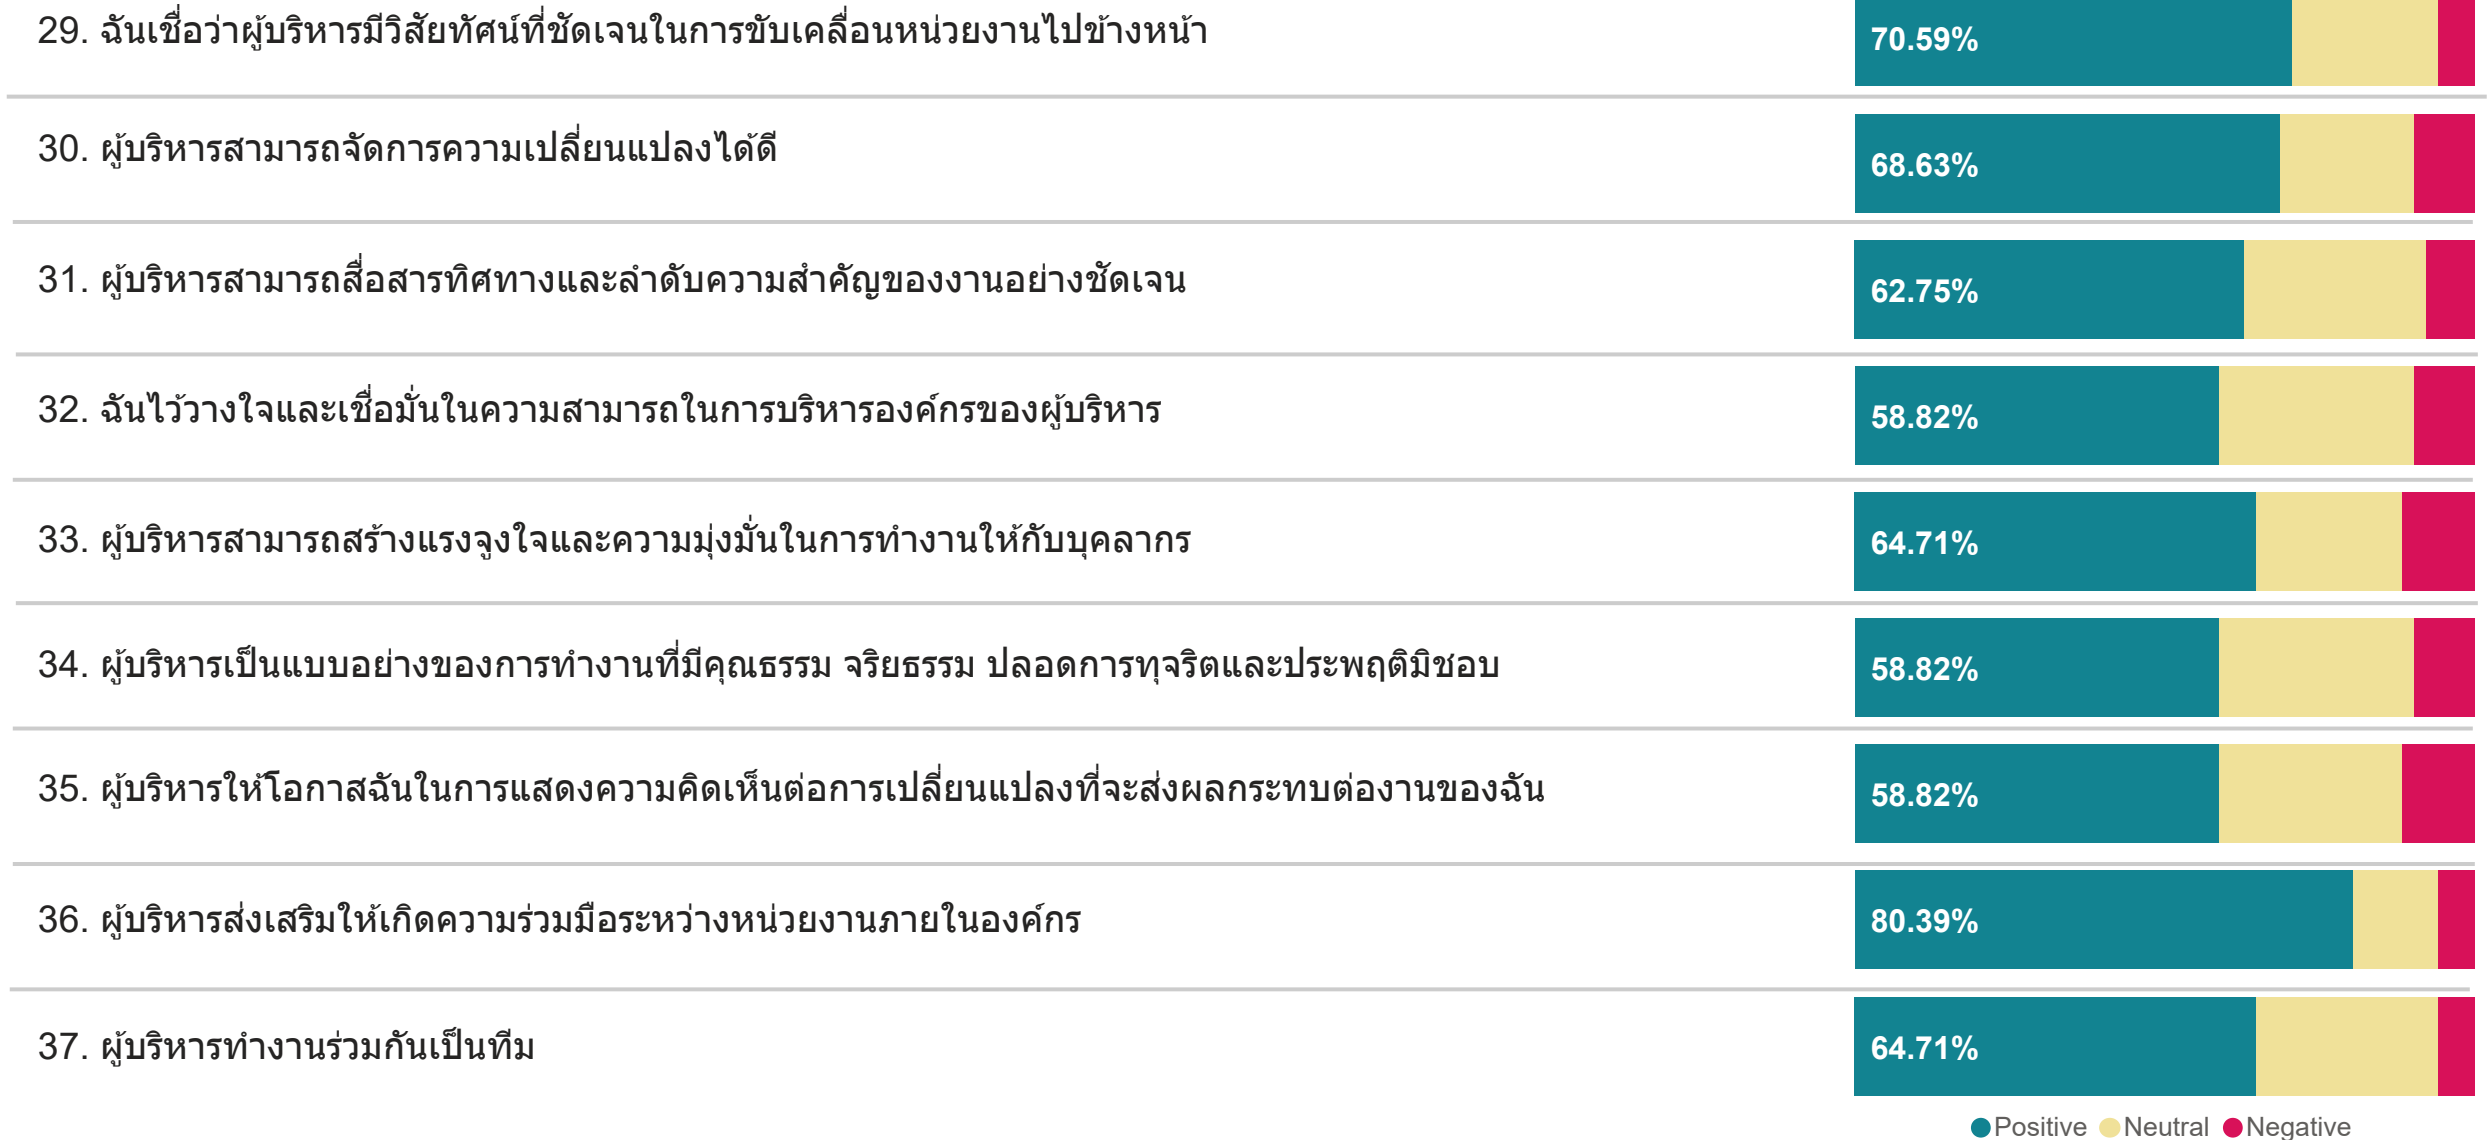 29. ฉันเชื่อว่าผู้บริหารมีวิสัยทัศน์ที่ชัดเจนในการขับเคลื่อนหน่วยงานไปข้างหน้า 70.59%
30. ผู้บริหารสามารถจัดการความเปลี่ยนแปลงได้ดี 68.63%
31. ผู้บริหารสามารถสื่อสารทิศทางและลำดับความสำคัญของงานอย่างชัดเจน 62.75%
32. ฉันไว้วางใจและเชื่อมั่นในความสามารถในการบริหารองค์กรของผู้บริหาร 58.82%
33. ผู้บริหารสามารถสร้างแรงจูงใจและความมุ่งมั่นในการทำงานให้กับบุคลากร 64.71%
34. ผู้บริหารเป็นแบบอย่างของการทำงานที่มีคุณธรรม จริยธรรม ปลอดการทุจริตและประพฤติมิชอบ 58.82%
35. ผู้บริหารให้โอกาสฉันในการแสดงความคิดเห็นต่อการเปลี่ยนแปลงที่จะส่งผลกระทบต่องานของฉัน 58.82%
36. ผู้บริหารส่งเสริมให้เกิดความร่วมมือระหว่างหน่วยงานภายในองค์กร 80.39%
37. ผู้บริหารทำงานร่วมกันเป็นทีม 64.71%
Positive Neutral Negative